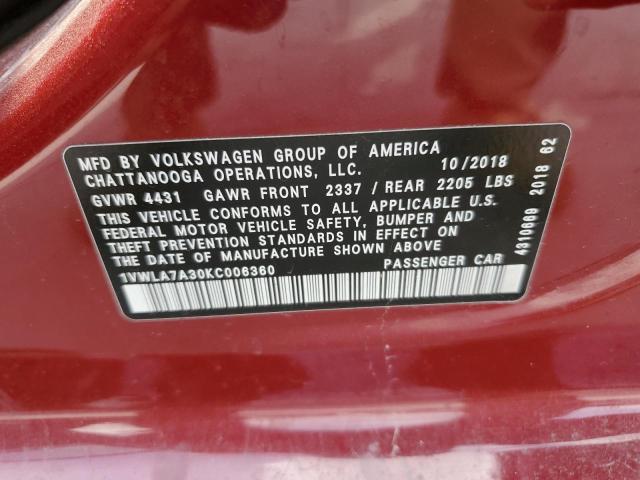 MFD BY VOLKSWAGEN GROUP OF AMERICA
CHATTANOOGA OPERATIONS, LLC. 10/2018
GVWR 4431 GAWR FRONT 2337 / REAR 2205 LBS
THIS VEHICLE CONFORMS TO ALL APPLICABLE U.S.
FEDERAL MOTOR VEHICLE SAFETY, BUMPER AND
THEFT PREVENTION STANDARDS IN EFFECT ON
THE DATE OF MANUFACTURE SHOWN ABOVE
1VWLA7A30KC006360 PASSENGER CAR
4310669 2018 62